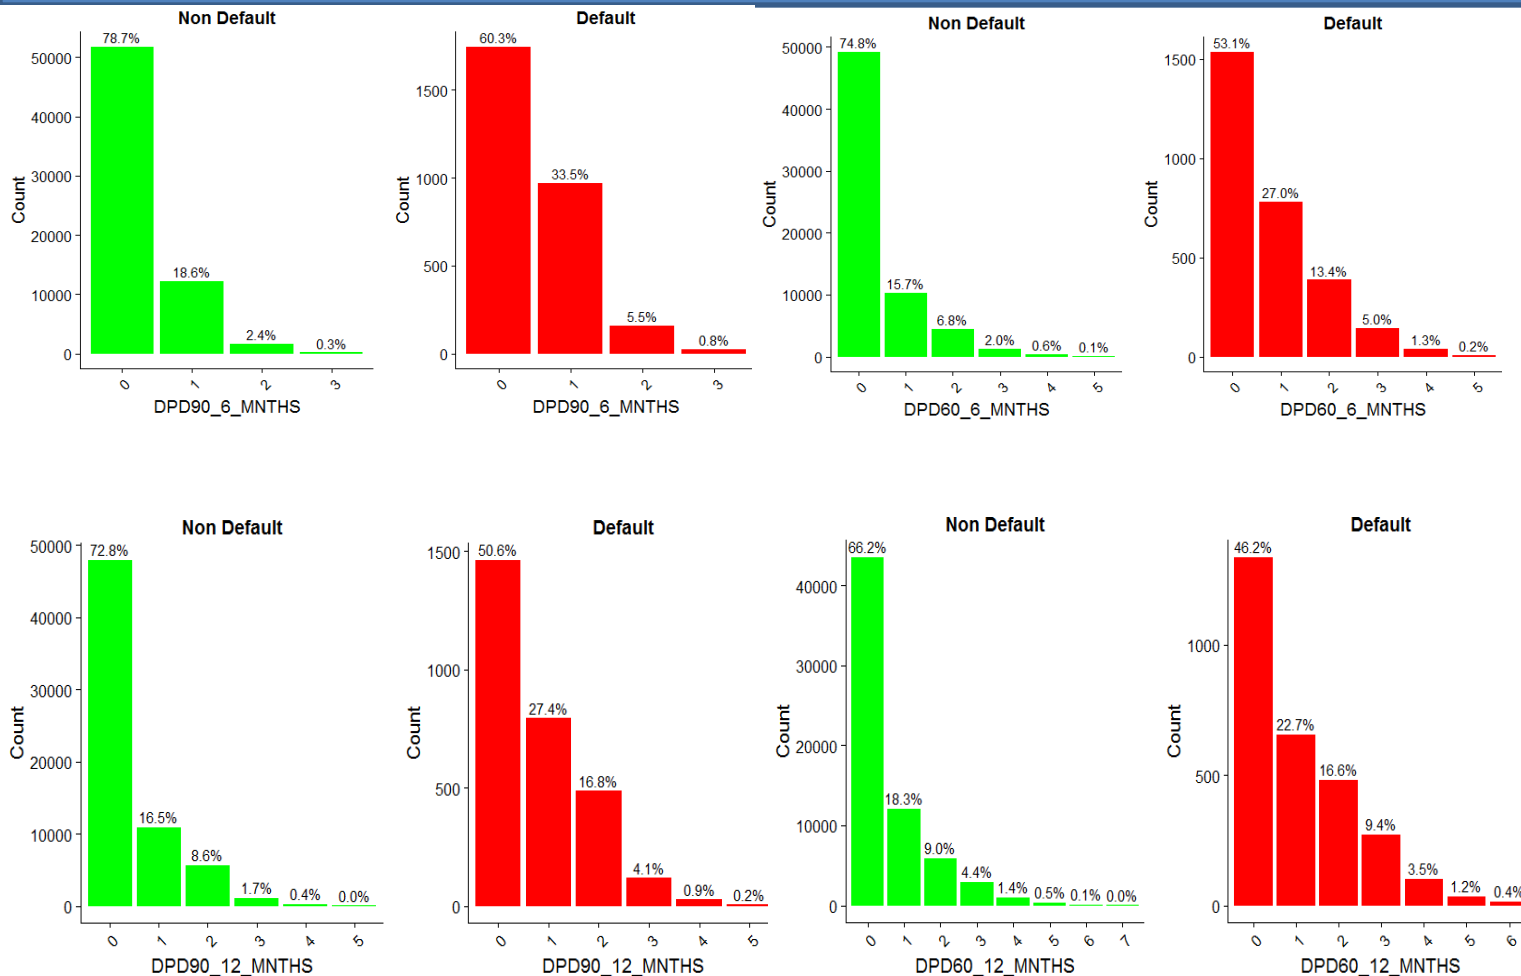 Non Default
78.7%
50000
40000
30000
20000
10000
0
Count
18.6%
2.4%
0.3%
0 1 2 3
DPD90_6_MNTHS
Default
60.3%
1500
1000
500
0
Count
33.5%
5.5%
0.8%
0 1 2 3
DPD90_6_MNTHS
Non Default
74.8%
50000
40000
30000
20000
10000
0
Count
15.7%
6.8%
2.0%
0.6%
0.1%
0 1 2 3 4 5
DPD60_6_MNTHS
Default
53.1%
1500
1000
500
0
Count
27.0%
13.4%
5.0%
1.3%
0.2%
0 1 2 3 4 5
DPD60_6_MNTHS
Non Default
72.8%
50000
40000
30000
20000
10000
0
Count
16.5%
8.6%
1.7%
0.4%
0.0%
0 1 2 3 4 5
DPD90_12_MNTHS
Default
50.6%
1500
1000
500
0
Count
27.4%
16.8%
4.1%
0.9%
0.2%
0 1 2 3 4 5
DPD90_12_MNTHS
Non Default
66.2%
40000
30000
20000
10000
0
Count
18.3%
9.0%
4.4%
1.4%
0.5%
0.1%
0.0%
0 1 2 3 4 5 6 7
DPD60_12_MNTHS
Default
46.2%
1000
500
0
Count
22.7%
16.6%
9.4%
3.5%
1.2%
0.4%
0 1 2 3 4 5 6
DPD60_12_MNTHS